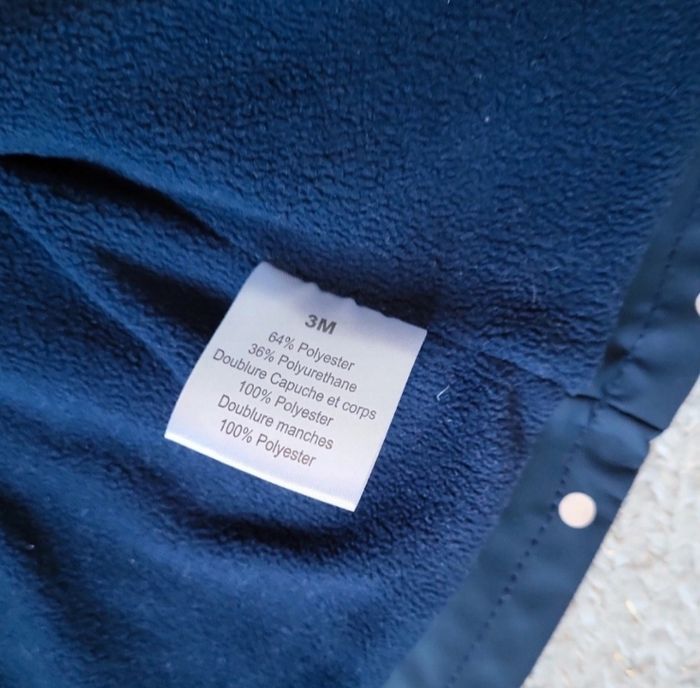 3M
64% Polyester
36% Polyurethane
Doublure Capuche et corps
100% Polyester
Doublure manches
100% Polyester